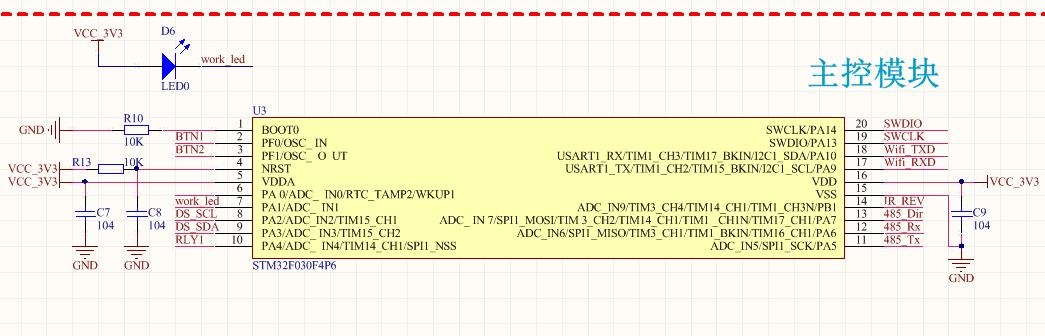 VCC_3V3
D6
work_led
LED0
主控模块
U3
GND
R10
10K
BTN1
BTN2
VCC_3V3
R13
10K
VCC_3V3
1 BOOT0
2 PF0/OSC_ IN
3 PF1/OSC_ O UT
4 NRST
5 VDDA
6 PA 0/ADC_ IN0/RTC_TAMP2/WKUP1
work_led 7 PA1/ADC_ IN1
DS_SCL 8 PA2/ADC_IN2/TIM15_CH1
DS_SDA 9 PA3/ADC_ IN3/TIM15_CH2
RLY1 10 PA4/ADC_ IN4/TIM14_CH1/SPI1_NSS
SWCLK/PA14 20 SWDIO
SWDIO/PA13 19 SWCLK
USART1_RX/TIM1_CH3/TIM17_BKIN/I2C1_SDA/PA10 18 Wifi_TXD
USART1_TX/TIM1_CH2/TIM15_BKIN/I2C1_SCL/PA9 17 Wifi_RXD
VDD 16
VSS 15
ADC_IN9/TIM3_CH4/TIM14_CH1/TIM1_CH3N/PB1 14 IR_REV
ADC_IN 7/SPI1_MOSI/TIM 3_CH2/TIM14_CH1/TIM1_ CH1N/TIM17_CH1/PA7 13 485_Dir
ADC_IN6/SPI1_MISO/TIM3_CH1/TIM1_BKIN/TIM16_CH1/PA6 12 485_Rx
ADC_IN5/SPI1_SCK/PA5 11 485_Tx
VCC_3V3
C7
104
C8
104
C9
104
GND
GND
STM32F030F4P6
GND